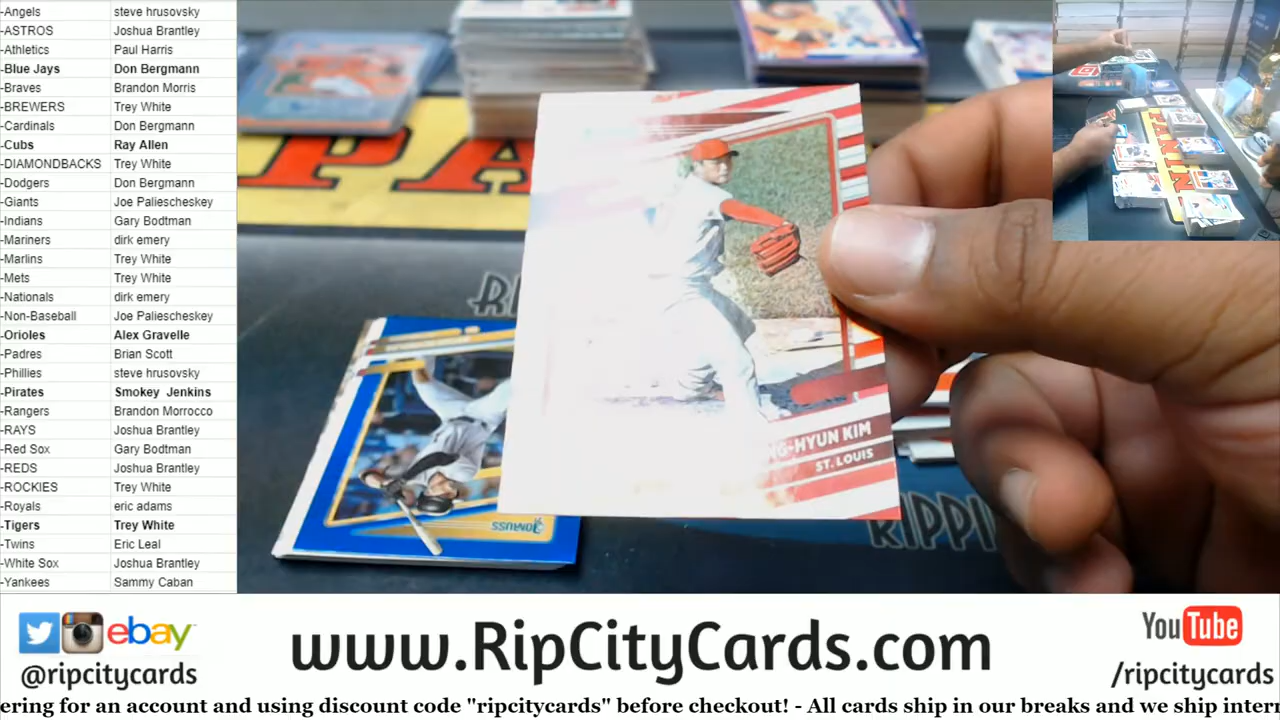 -Angels steve hrusovsky
-ASTROS Joshua Brantley
-Athletics Paul Harris
-Blue Jays Don Bergmann
-Braves Brandon Morris
-BREWERS Trey White
-Cardinals Don Bergmann
-Cubs Ray Allen
-DIAMONDBACKS Trey White
-Dodgers Don Bergmann
-Giants Joe Paliescheskey
-Indians Gary Bodtman
-Mariners dirk emery
-Marlins Trey White
-Mets Trey White
-Nationals dirk emery
-Non-Baseball Joe Paliescheskey
-Orioles Alex Gravelle
-Padres Brian Scott
-Phillies steve hrusovsky
-Pirates Smokey Jenkins
-Rangers Brandon Morrocco
-RAYS Joshua Brantley
-Red Sox Gary Bodtman
-REDS Joshua Brantley
-ROCKIES Trey White
-Royals eric adams
-Tigers Trey White
-Twins Eric Leal
-White Sox Joshua Brantley
-Yankees Sammy Caban
PANI
NG-HYUN KIM
ST. LOUIS
DONRUSS
RIPPI
ebay
@ripcitycards
www.RipCityCards.com
YouTube
/ripcitycards
ering for an account and using discount code "ripcitycards" before checkout! - All cards ship in our breaks and we ship intern